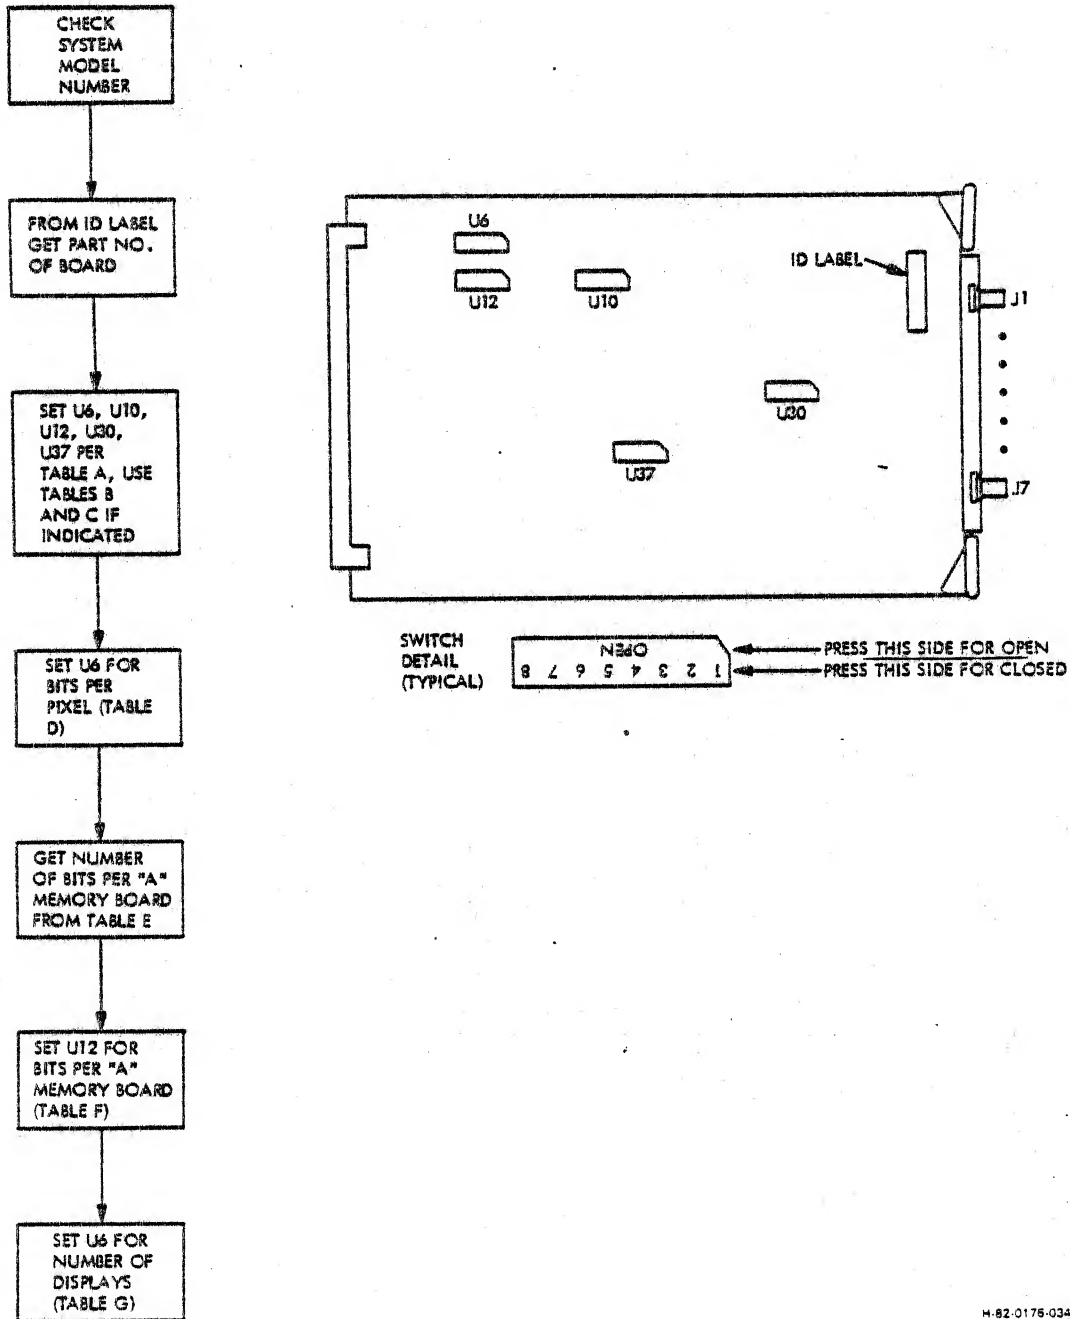 CHECK
SYSTEM
MODEL
NUMBER
FROM ID LABEL
GET PART NO.
OF BOARD
SET U6, U10,
U12, U30,
U37 PER
TABLE A, USE
TABLES B
AND C IF
INDICATED
SET U6 FOR
BITS PER
PIXEL (TABLE
D)
GET NUMBER
OF BITS PER "A"
MEMORY BOARD
FROM TABLE E
SET U12 FOR
BITS PER "A"
MEMORY BOARD
(TABLE F)
SET U6 FOR
NUMBER OF
DISPLAYS
(TABLE G)
U6
U12
U10
ID LABEL
J1
U30
U37
J7
SWITCH
DETAIL
(TYPICAL)
OPEN
8 7 6 5 4 3 2 1
PRESS THIS SIDE FOR OPEN
PRESS THIS SIDE FOR CLOSED
H-82-0176-034